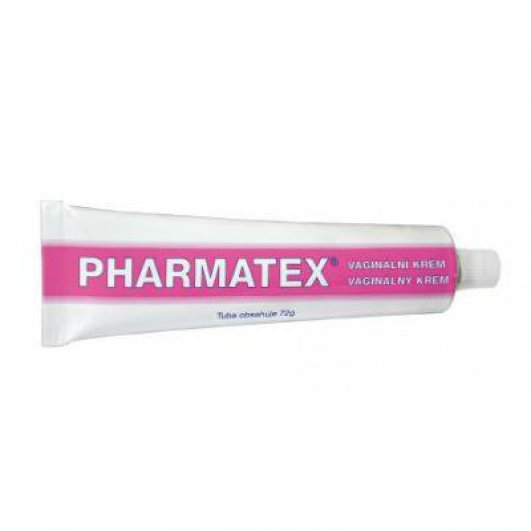 PHARMATEX®
VAGINÁLNÍ KRÉM
VAGINÁLNY KRÉM
Tuba obsahuje 72g